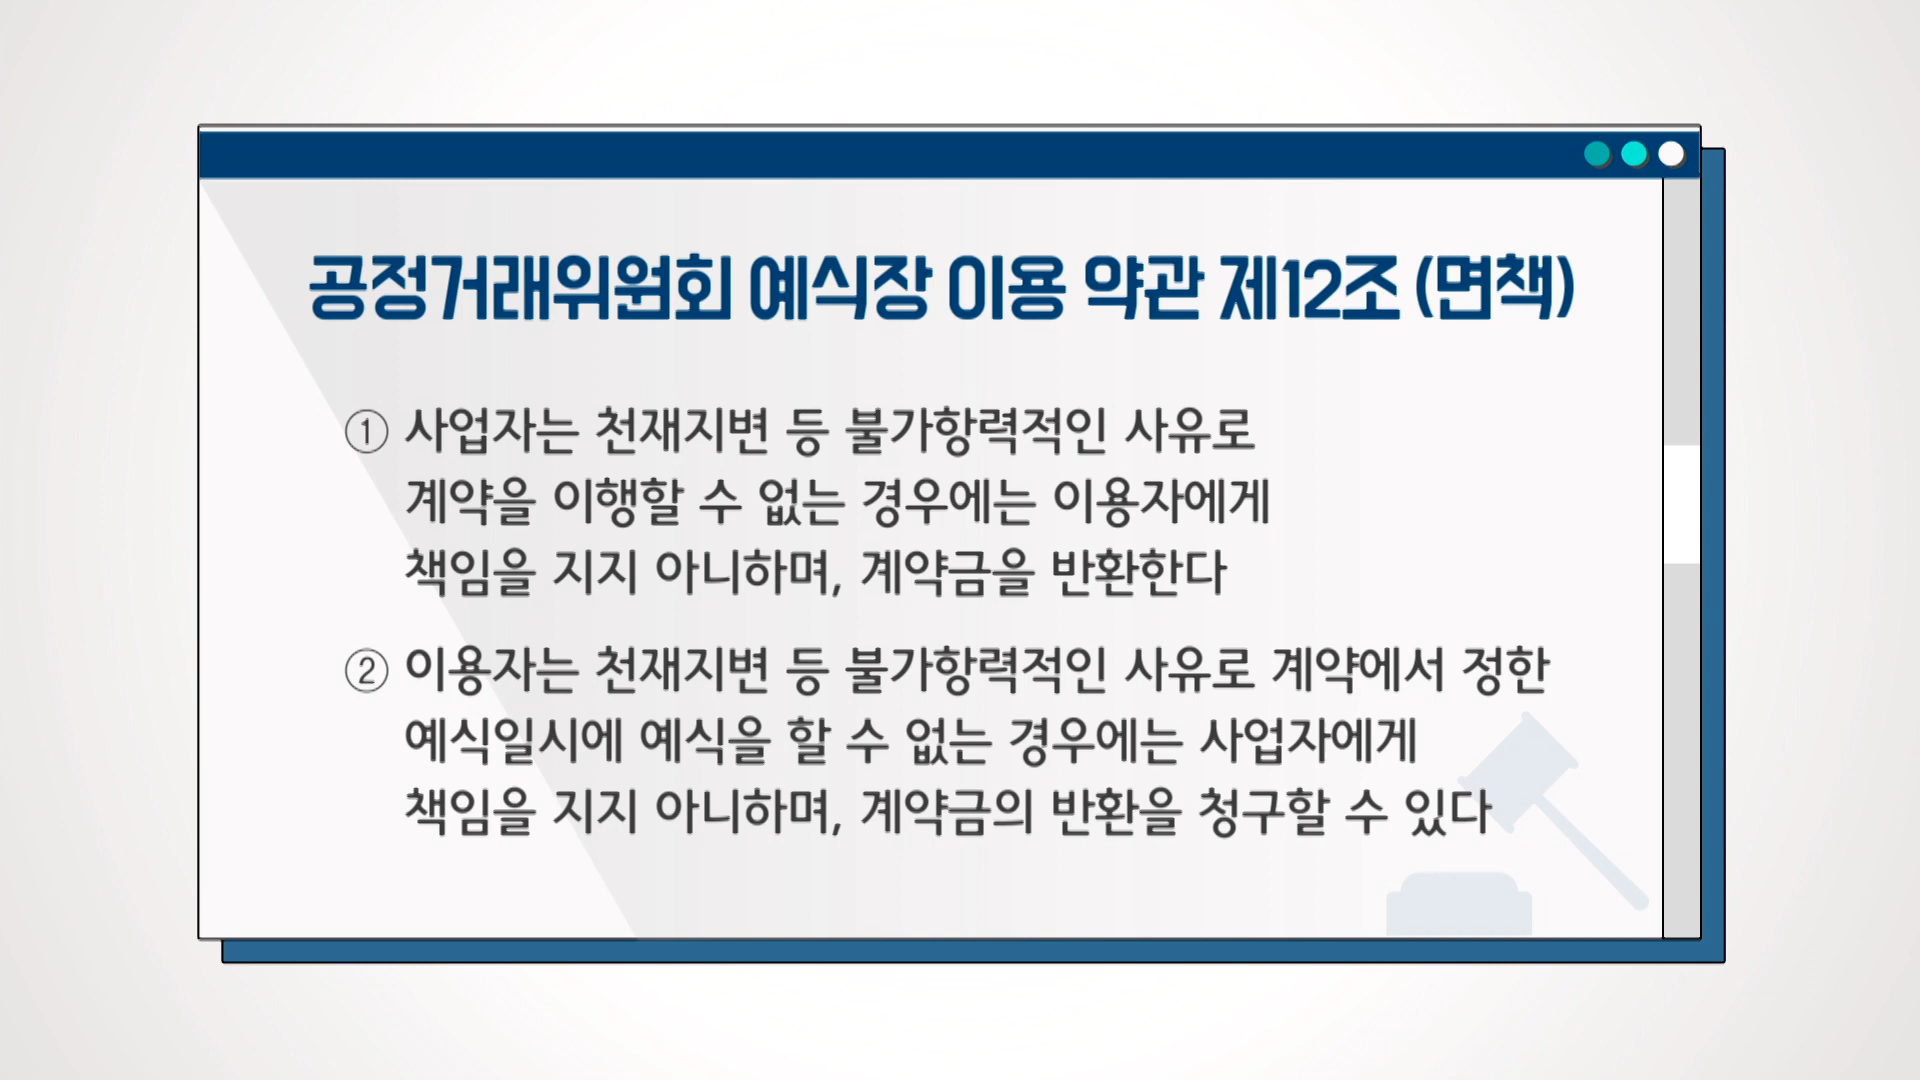 공정거래위원회 예식장 이용 약관 제12조 (면책)
① 사업자는 천재지변 등 불가항력적인 사유로
계약을 이행할 수 없는 경우에는 이용자에게
책임을 지지 아니하며, 계약금을 반환한다
② 이용자는 천재지변 등 불가항력적인 사유로 계약에서 정한
예식일시에 예식을 할 수 없는 경우에는 사업자에게
책임을 지지 아니하며, 계약금의 반환을 청구할 수 있다